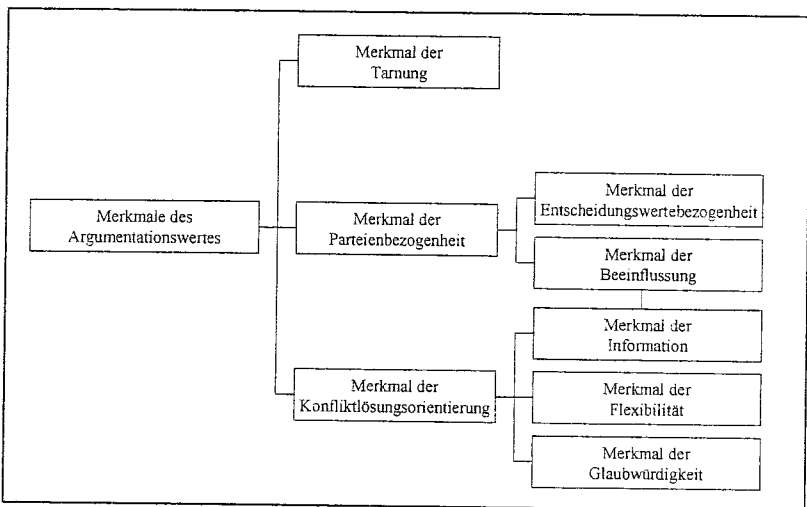 Merkmal der
Tarnung
Merkmale des
Argumentationswertes
Merkmal der
Parteienbezogenheit
Merkmal der
Entscheidungswertebezogenheit
Merkmal der
Beeinflussung
Merkmal der
Konfliktlösungsorientierung
Merkmal der
Information
Merkmal der
Flexibilität
Merkmal der
Glaubwürdigkeit